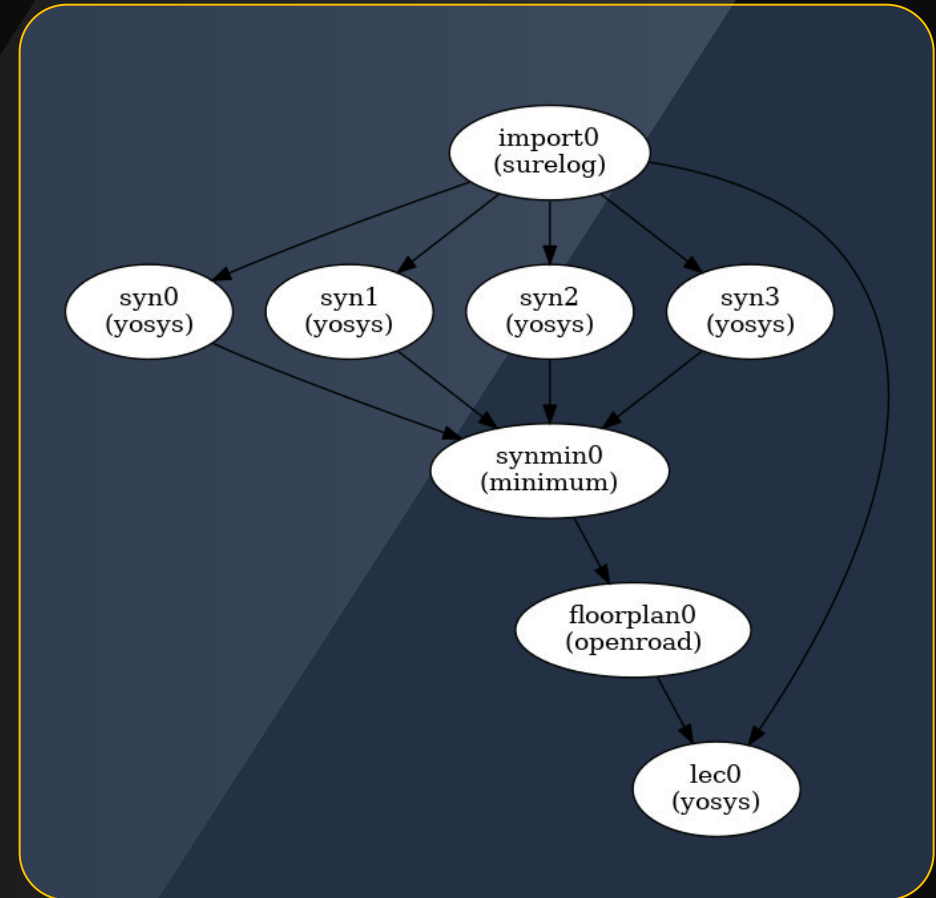 import0
(surelog)
syn0
(yosys)
syn1
(yosys)
syn2
(yosys)
syn3
(yosys)
synmin0
(minimum)
floorplan0
(openroad)
lec0
(yosys)